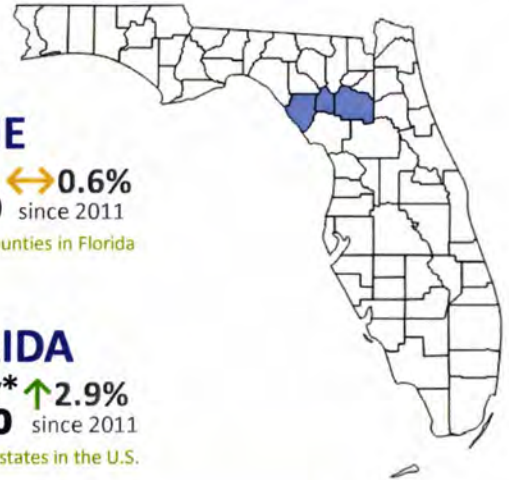 E
↔0.6%
since 2011
unties in Florida
IDA
* ↑2.9%
since 2011
states in the U.S.